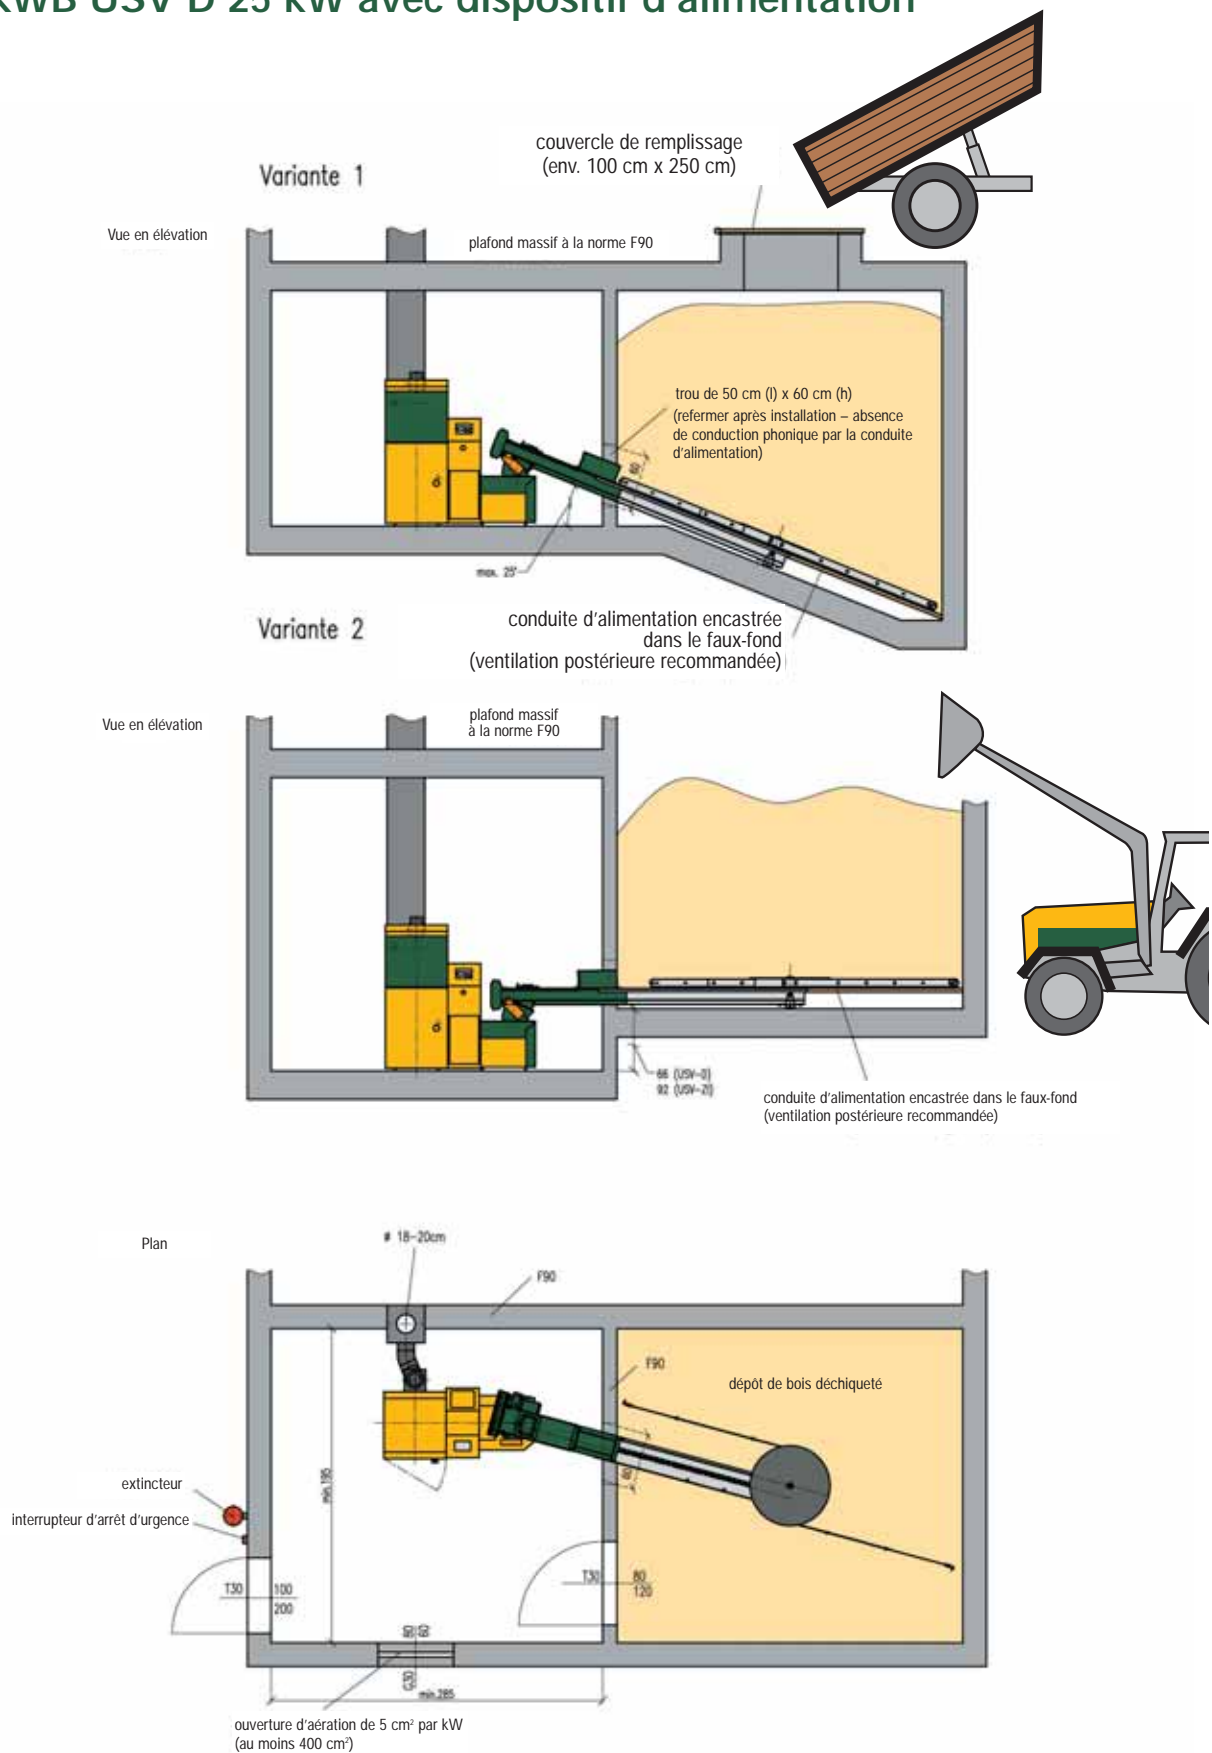 KWB USV D 25 kW avec dispositif d'alimentation
couvercle de remplissage
(env. 100 cm x 250 cm)
Variante 1
Vue en élévation
plafond massif à la norme F90
trou de 50 cm (l) x 60 cm (h)
(refermer après installation – absence
de conduction phonique par la conduite
d'alimentation)
60
max. 25°
conduite d'alimentation encastrée
dans le faux-fond
(ventilation postérieure recommandée)
Variante 2
Vue en élévation
plafond massif
à la norme F90
66 (USV-D)
92 (USV-ZI)
conduite d'alimentation encastrée dans le faux-fond
(ventilation postérieure recommandée)
Plan
# 18-20cm
F90
F90
dépôt de bois déchiqueté
60
min.195
extincteur
interrupteur d'arrêt d'urgence
T30 100
200
T30 80
120
80
60
G30
min.285
ouverture d'aération de 5 cm² par kW
(au moins 400 cm²)